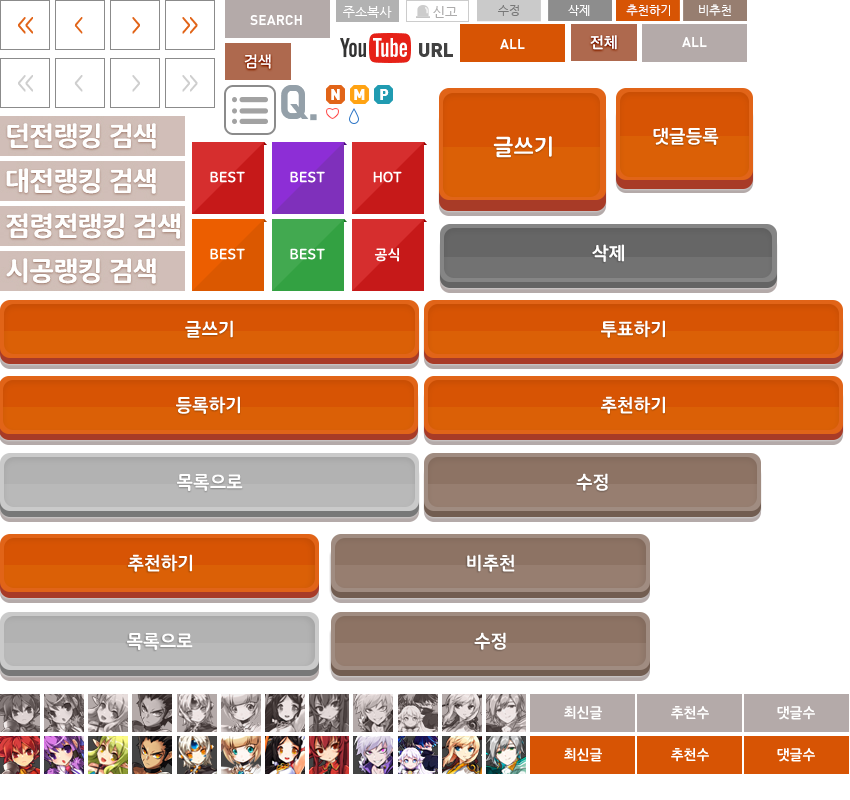 SEARCH
주소복사
신고
수정
삭제
추천하기
비추천
검색
YouTube URL
ALL
전체
ALL
Q.
N M P
던전랭킹 검색
대전랭킹 검색
점령전랭킹 검색
시공랭킹 검색
BEST
BEST
HOT
BEST
BEST
공식
글쓰기
댓글등록
삭제
글쓰기
투표하기
등록하기
추천하기
목록으로
수정
추천하기
비추천
목록으로
수정
최신글
추천수
댓글수
최신글
추천수
댓글수